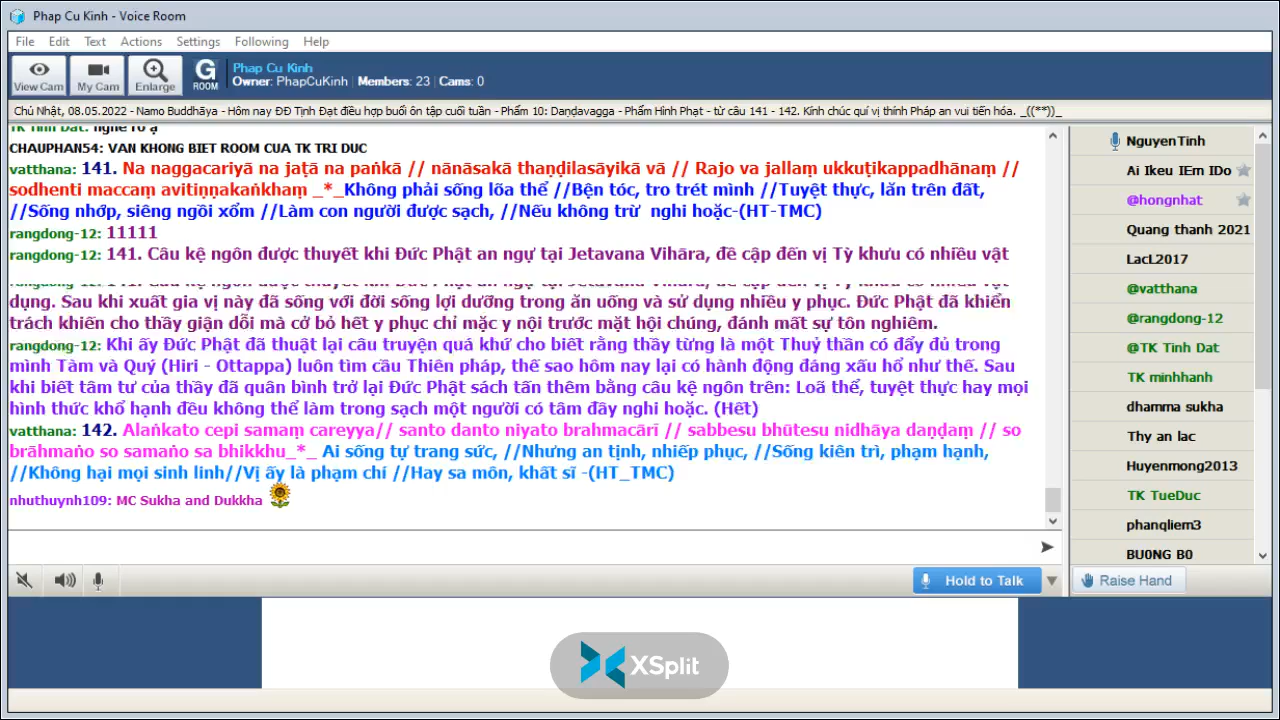 Phap Cu Kinh - Voice Room
File Edit Text Actions Settings Following Help
View Cam My Cam Enlarge G ROOM
Phap Cu Kinh
Owner: PhapCuKinh | Members: 23 | Cams: 0
Chủ Nhật, 08.05.2022 - Namo Buddhāya - Hôm nay ĐĐ Tịnh Đạt điều hợp buổi ôn tập cuối tuần - Phẩm 10: Daṇḍavagga - Phẩm Hình Phạt - từ câu 141 - 142. Kính chúc quí vị thính Pháp an vui tiến hóa. _((**))_
TK Tinh Dat: nghe rõ ạ
CHAUPHAN54: VAN KHONG BIET ROOM CUA TK TRI DUC
vatthana: 141. Na naggacariyā na jaṭā na paṅkā // nānāsakā thaṇḍilasāyikā vā // Rajo va jallaṃ ukkuṭikappadhānaṃ //
sodhenti maccaṃ avitiṇṇakaṅkhaṃ _*_Không phải sống lõa thể //Bện tóc, tro trét mình //Tuyệt thực, lăn trên đất,
//Sống nhớp, siêng ngồi xổm //Làm con người được sạch, //Nếu không trừ nghi hoặc-(HT-TMC)
rangdong-12: 11111
rangdong-12: 141. Câu kệ ngôn được thuyết khi Đức Phật an ngự tại Jetavana Vihāra, đề cập đến vị Tỳ khưu có nhiều vật
dụng. Sau khi xuất gia vị này đã sống với đời sống lợi dưỡng trong ăn uống và sử dụng nhiều y phục. Đức Phật đã khiển
trách khiến cho thầy giận dỗi mà cởi bỏ hết y phục chỉ mặc y nội trước mặt hội chúng, đánh mất sự tôn nghiêm.
rangdong-12: Khi ấy Đức Phật đã thuật lại câu truyện quá khứ cho biết rằng thầy từng là một Thuỷ thần có đầy đủ trong
mình Tàm và Quý (Hiri - Ottappa) luôn tìm cầu Thiên pháp, thế sao hôm nay lại có hành động đáng xấu hổ như thế. Sau
khi biết tâm tư của thầy đã quân bình trở lại Đức Phật sách tấn thêm bằng câu kệ ngôn trên: Loã thể, tuyệt thực hay mọi
hình thức khổ hạnh đều không thể làm trong sạch một người có tâm đầy nghi hoặc. (Hết)
vatthana: 142. Alaṅkato cepi samaṃ careyya// santo danto niyato brahmacārī // sabbesu bhūtesu nidhāya daṇḍaṃ // so
brāhmaṇo so samaṇo sa bhikkhu_*_ Ai sống tự trang sức, //Nhưng an tịnh, nhiếp phục, //Sống kiên trì, phạm hạnh,
//Không hại mọi sinh linh//Vị ấy là phạm chí //Hay sa môn, khất sĩ -(HT_TMC)
nhuthuynh109: MC Sukha and Dukkha
NguyenTinh
Ai Ikeu IEm IDo
@hongnhat
Quang thanh 2021
LacL2017
@vatthana
@rangdong-12
@TK Tinh Dat
TK minhhanh
dhamma sukha
Thy an lac
Huyenmong2013
TK TueDuc
phanqliem3
BU0NG B0
Hold to Talk
Raise Hand
XSplit